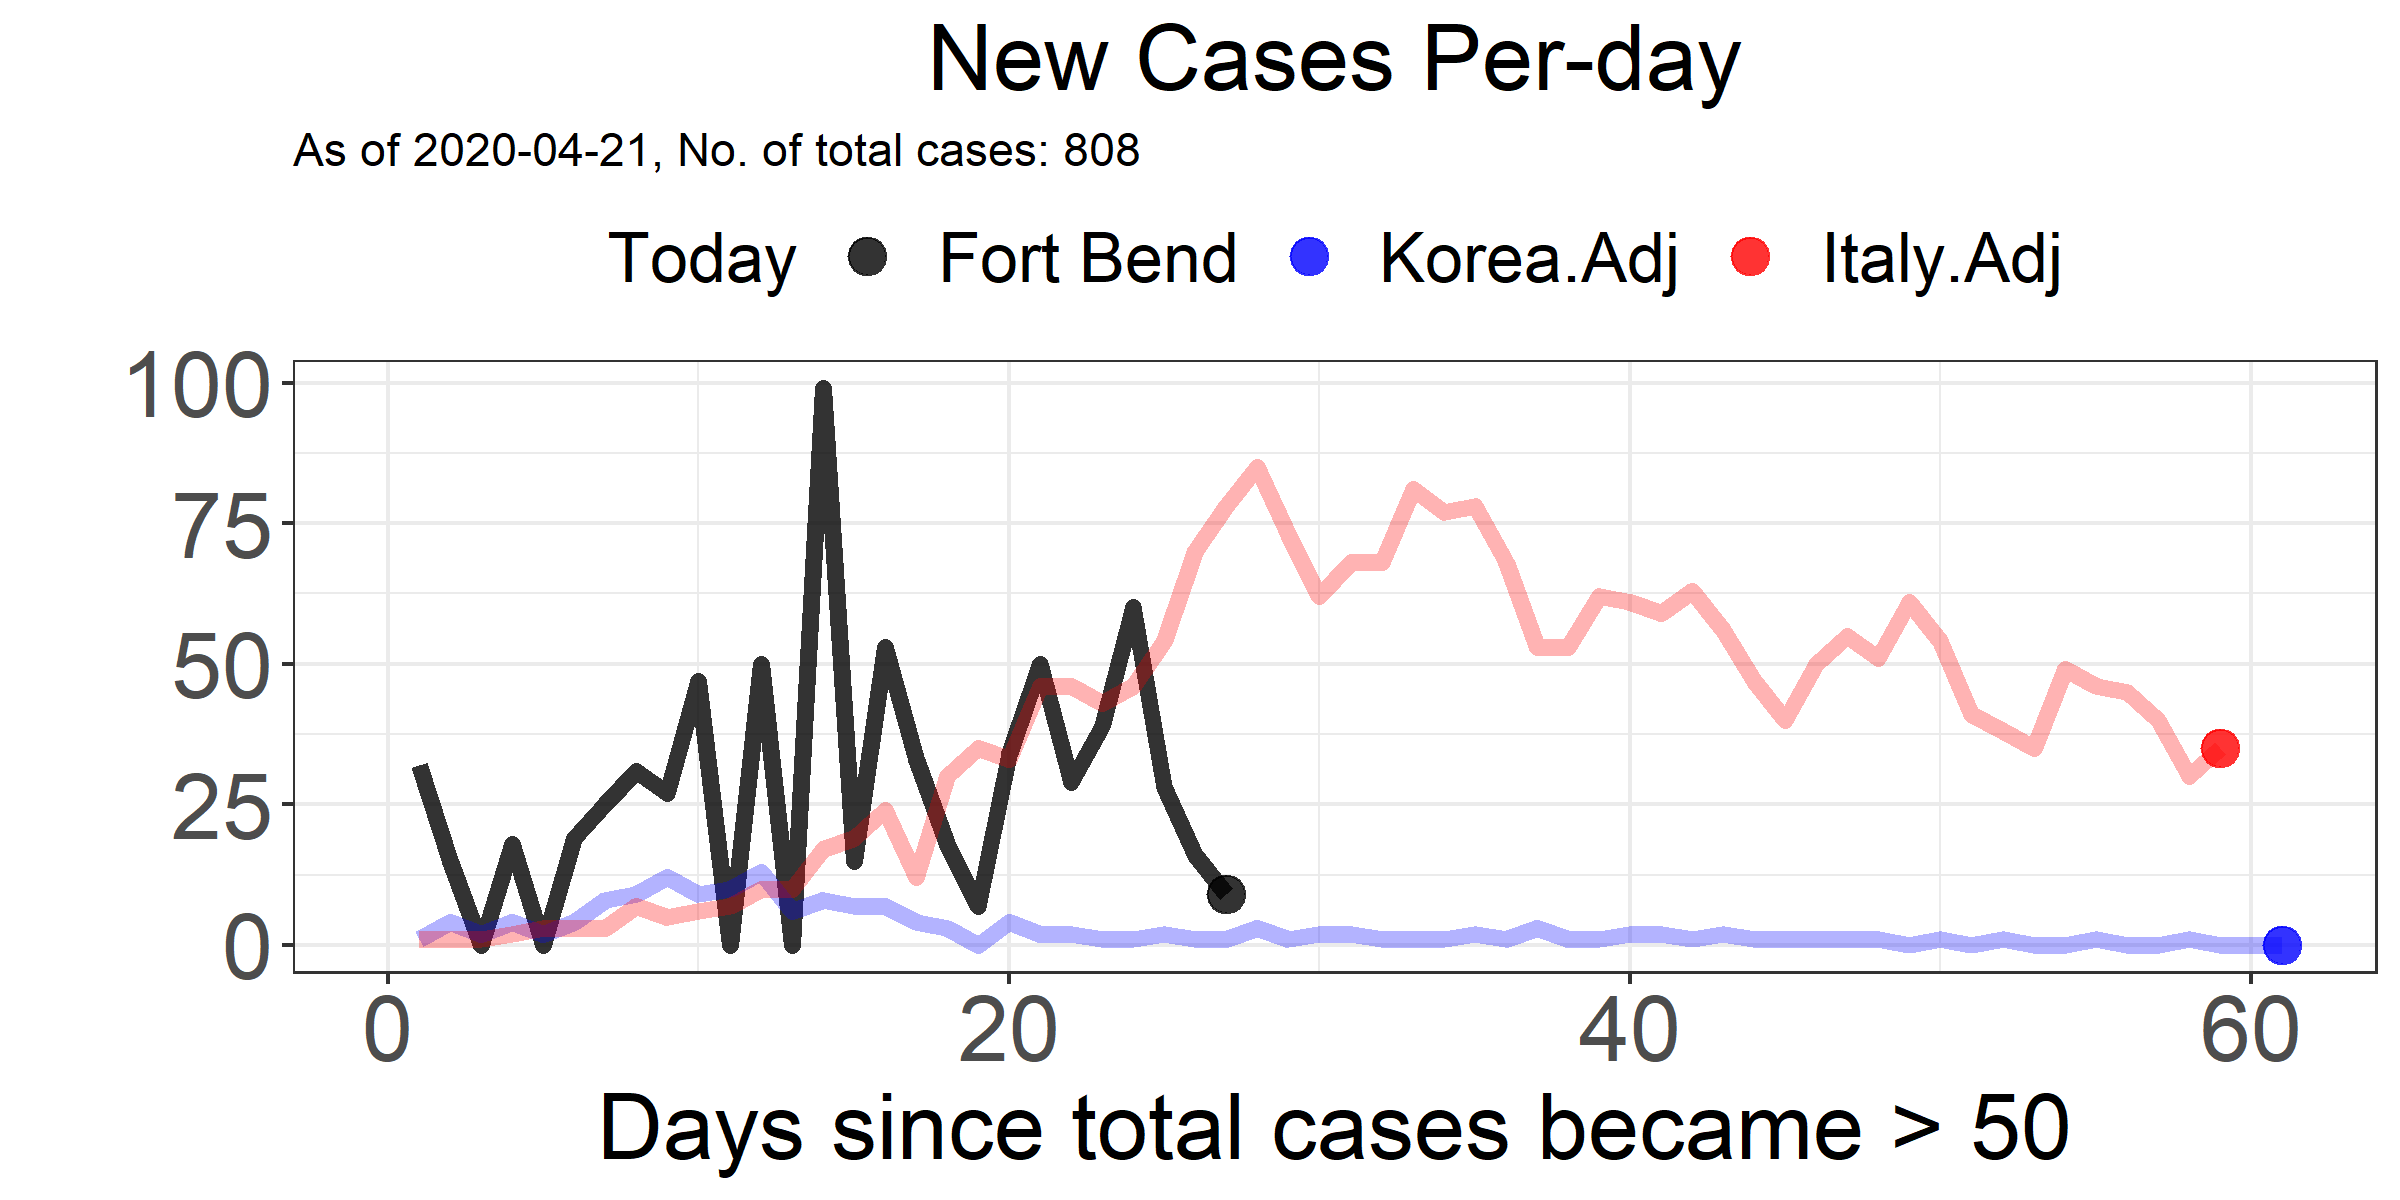 New Cases Per-day
As of 2020-04-21, No. of total cases: 808
Today Fort Bend Korea.Adj Italy.Adj
100
75
50
25
0
0 20 40 60
Days since total cases became > 50